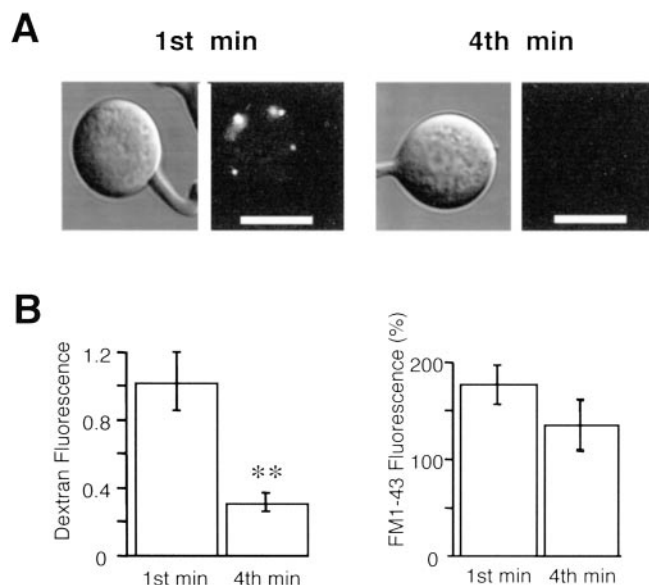 A
1st min 4th min
B
Dextran Fluorescence
1.2
0.8
0.4
0
**
1st min 4th min
FM1-43 Fluorescence (%)
200
100
0
1st min 4th min